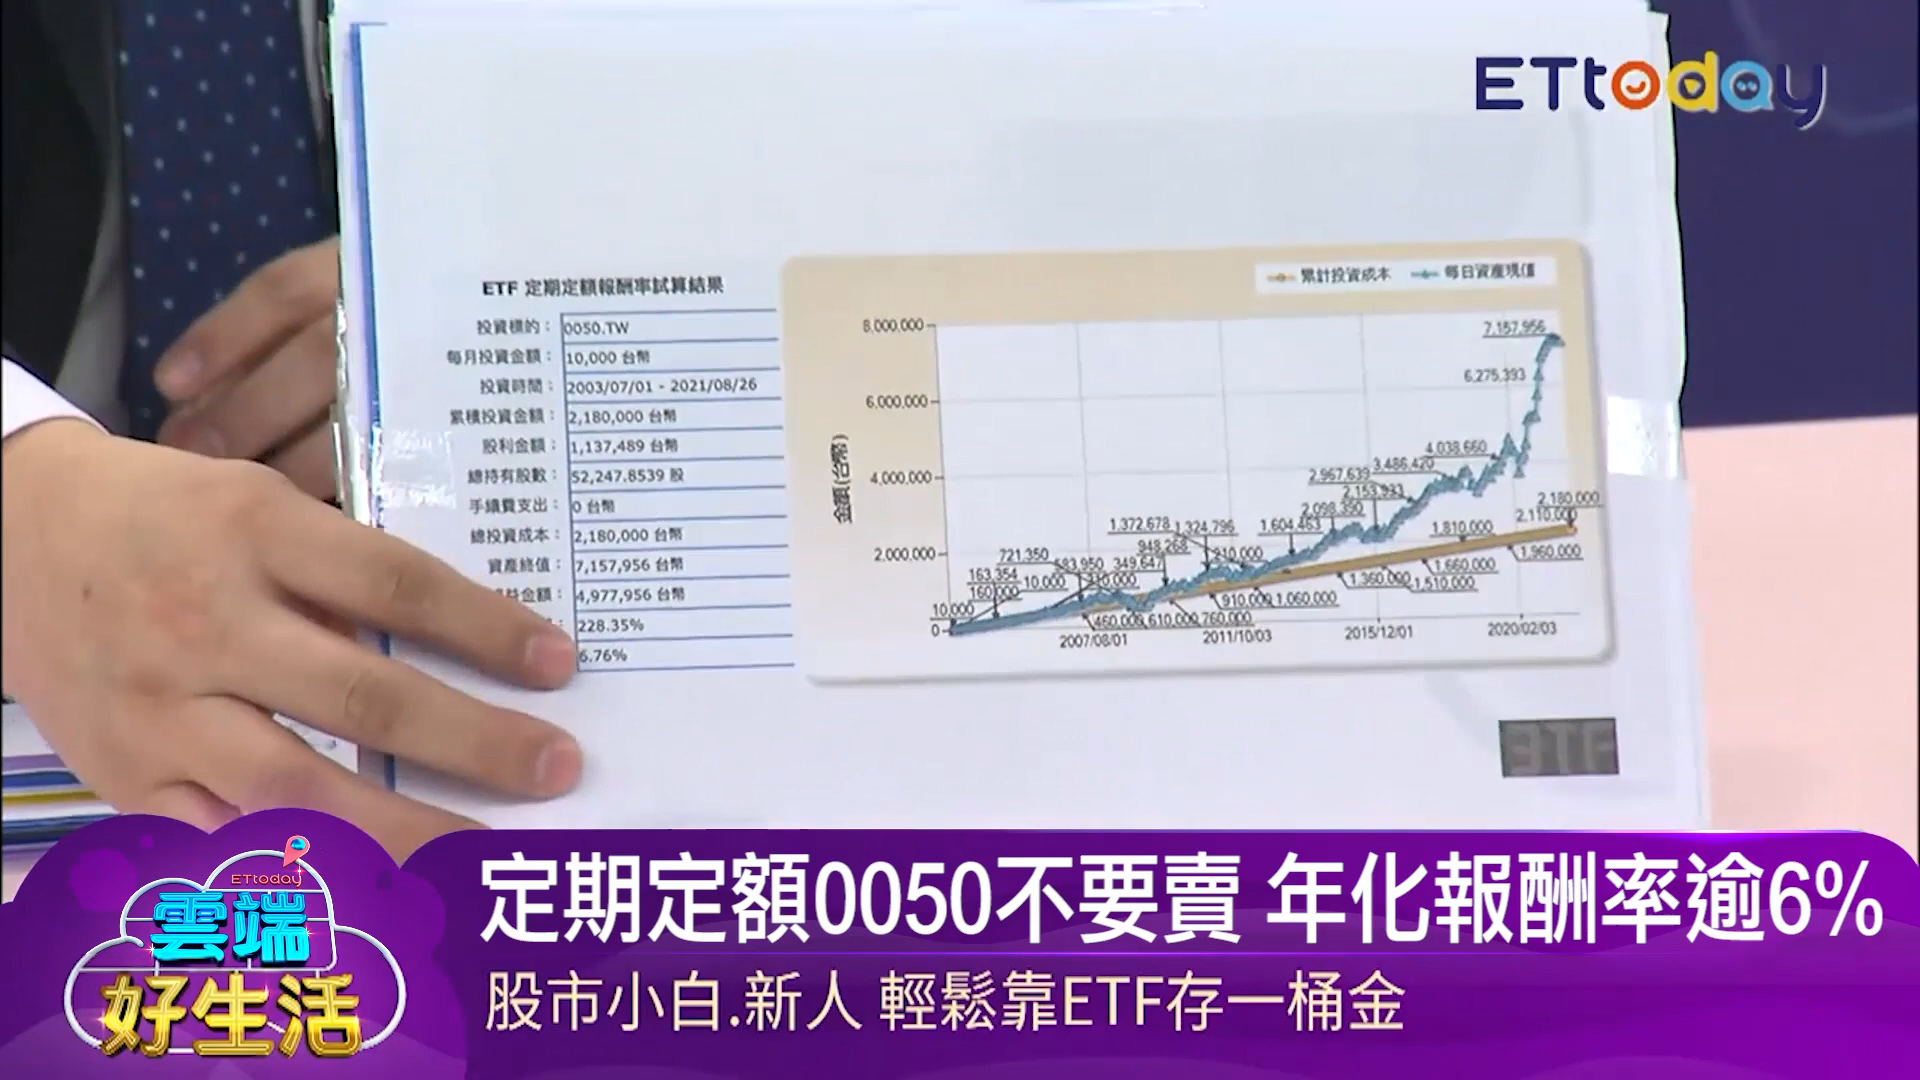 ETtoday
ETF 定期定額報酬率試算結果
投資標的： 0050.TW
每月投資金額： 10,000 台幣
投資時間： 2003/07/01 - 2021/08/26
累積投資金額： 2,180,000 台幣
股利金額： 1,137,489 台幣
總持有股數： 52,247.8539 股
手續費支出： 0 台幣
總投資成本： 2,180,000 台幣
資產終值： 7,157,956 台幣
益金額： 4,977,956 台幣
228.35%
6.76%
累計投資成本 每日資產現值
金額(台幣)
8,000,000
6,000,000
4,000,000
2,000,000
0
7,157,956
6,275,393
4,038,660
3,486,420
2,967,639
2,153,933
2,098,390
1,604,463
1,372,678
1,324,796
948,268
210,000
721,350
583,950
349,647
310,000
163,354
10,000
160,000
10,000
2,180,000
2,110,000
1,960,000
1,810,000
1,660,000
1,510,000
1,360,000
1,060,000
910,000
760,000
610,000
460,000
2007/08/01
2011/10/03
2015/12/01
2020/02/03
ETF
ETtoday
雲端
好生活
定期定額0050不要賣 年化報酬率逾6%
股市小白.新人 輕鬆靠ETF存一桶金